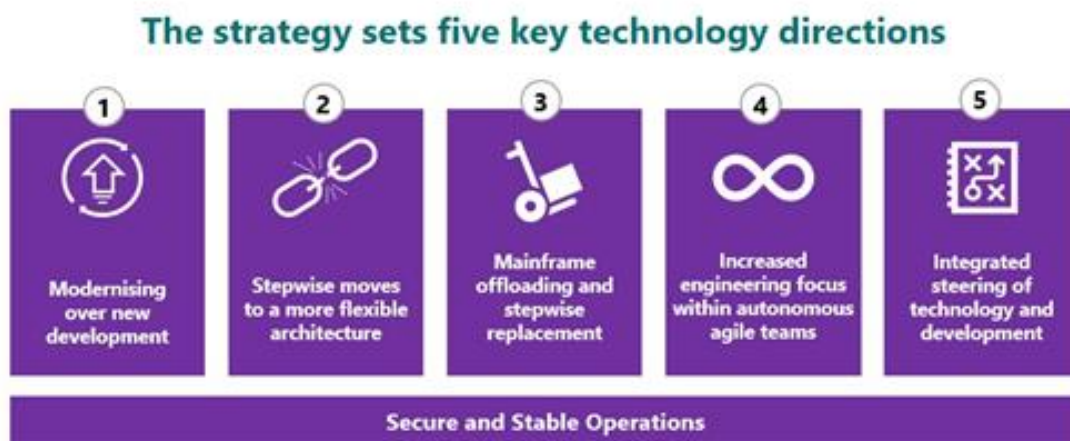 The strategy sets five key technology directions
1
Modernising
over new
development
2
Stepwise moves
to a more flexible
architecture
3
Mainframe
offloading and
stepwise
replacement
4
Increased
engineering focus
within autonomous
agile teams
5
Integrated
steering of
technology and
development
Secure and Stable Operations